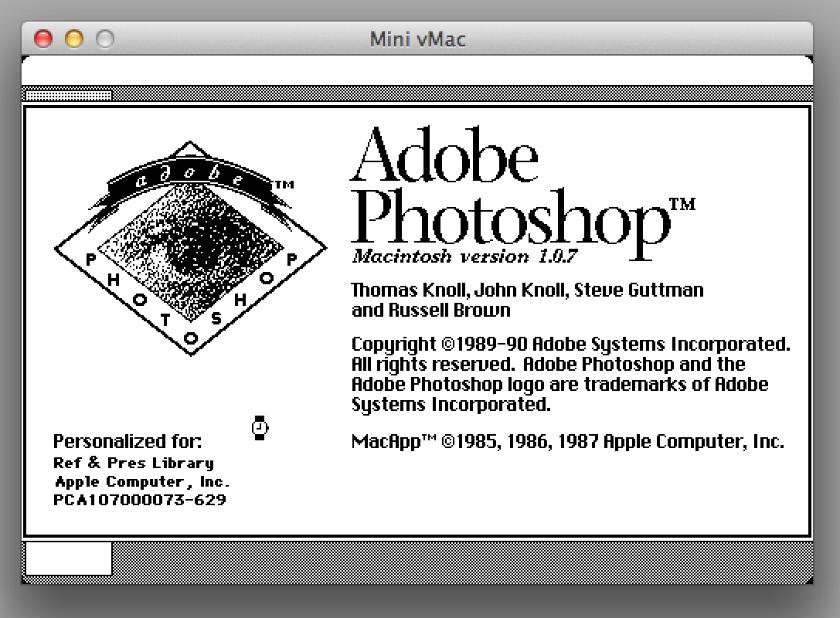 Mini vMac
adobe™
PHOTOSHOP
Adobe
Photoshop™
Macintosh version 1.0.7
Thomas Knoll, John Knoll, Steve Guttman
and Russell Brown
Copyright ©1989-90 Adobe Systems Incorporated.
All rights reserved. Adobe Photoshop and the
Adobe Photoshop logo are trademarks of Adobe
Systems Incorporated.
MacApp™ ©1985, 1986, 1987 Apple Computer, Inc.
Personalized for:
Ref & Pres Library
Apple Computer, Inc.
PCA107000073-629